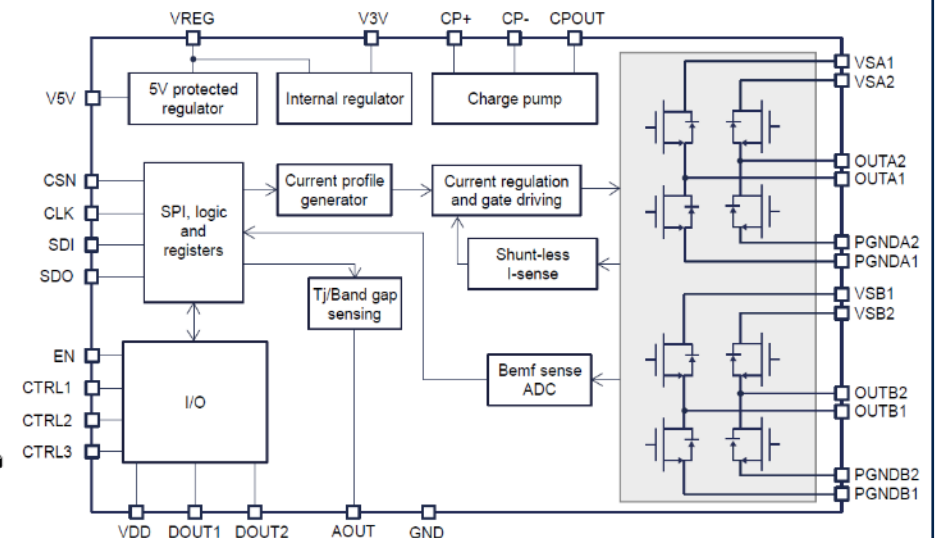 VREG
V3V
CP+
CP-
CPOUT
V5V
5V protected
regulator
Internal regulator
Charge pump
VSA1
VSA2
CSN
CLK
SDI
SDO
SPI, logic
and
registers
Current profile
generator
Current regulation
and gate driving
OUTA2
OUTA1
Shunt-less
I-sense
PGNDA2
PGNDA1
Tj/Band gap
sensing
VSB1
VSB2
EN
CTRL1
CTRL2
CTRL3
I/O
Bemf sense
ADC
OUTB2
OUTB1
PGNDB2
PGNDB1
VDD
DOUT1
DOUT2
AOUT
GND